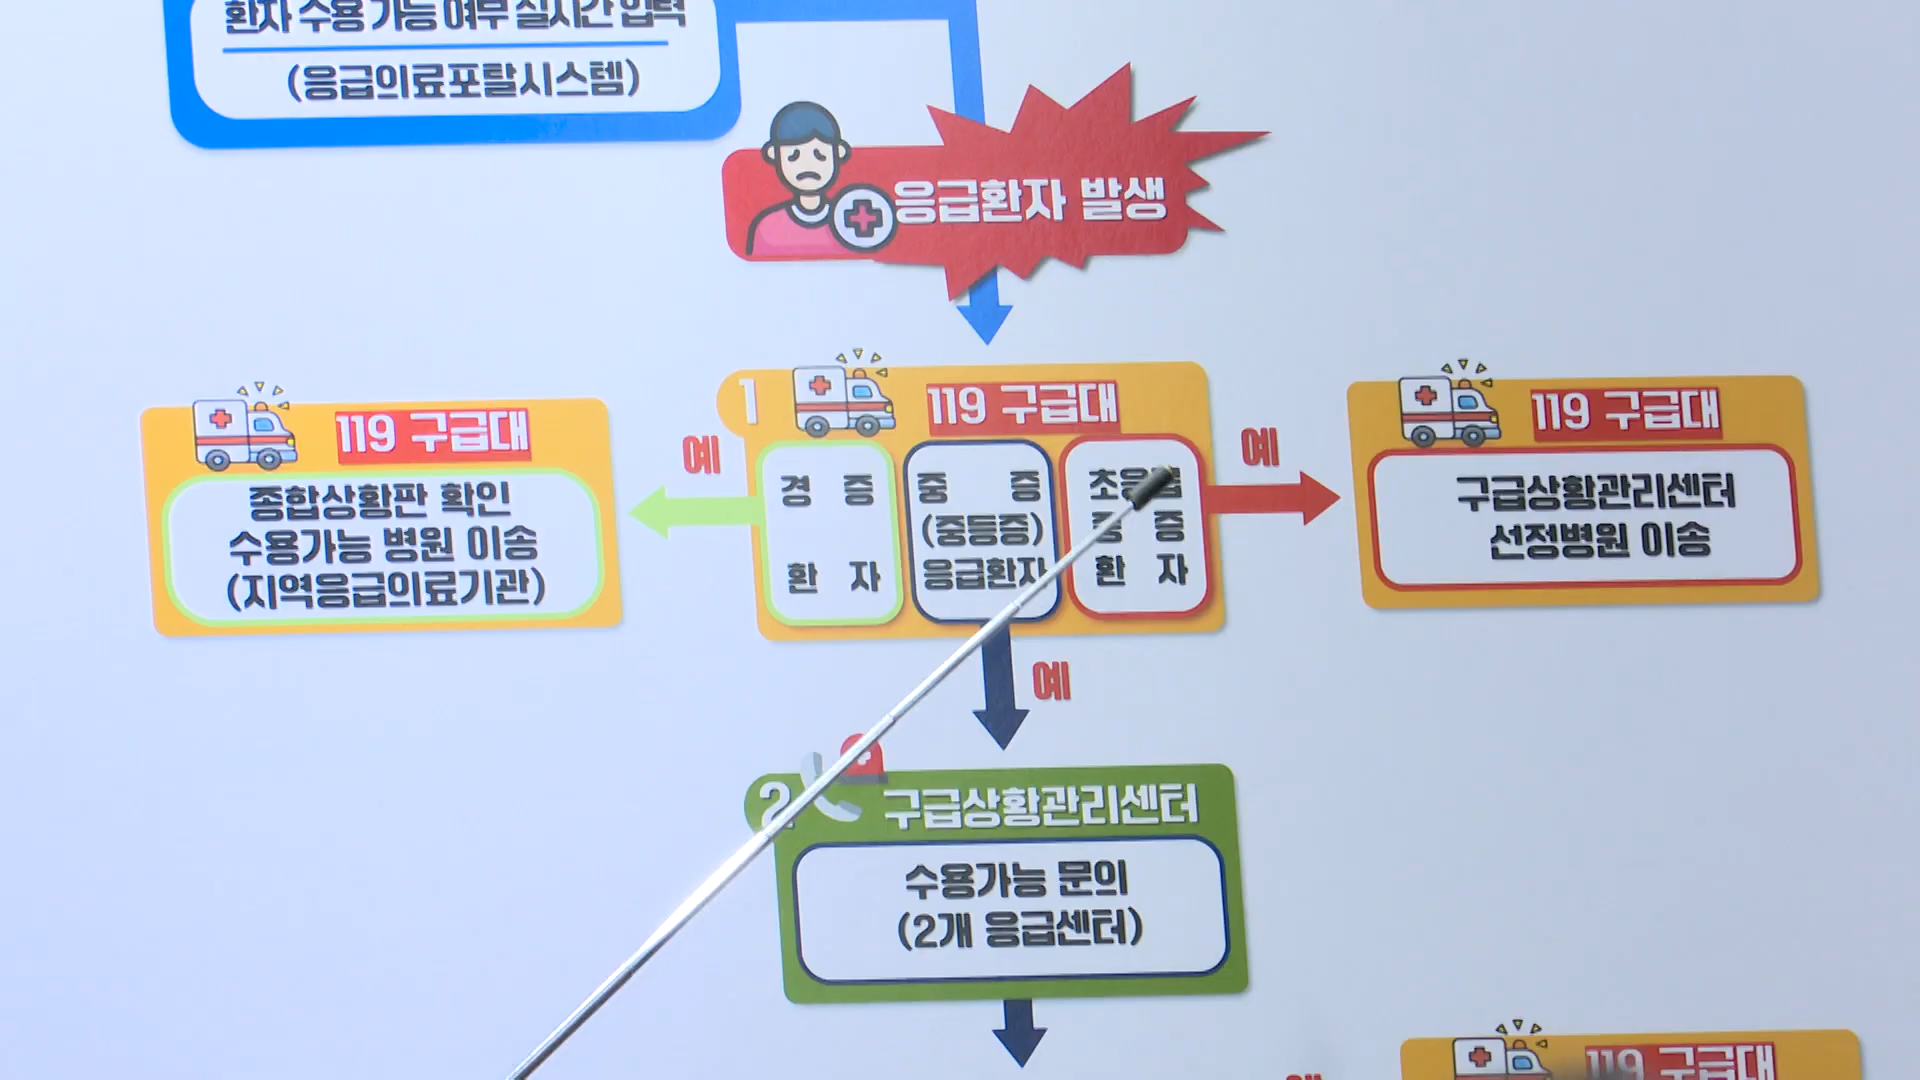 환자 수용 가능 여부 실시간 입력
(응급의료포탈시스템)
응급환자 발생
119 구급대
종합상황판 확인
수용가능 병원 이송
(지역응급의료기관)
예
1
119 구급대
경 증
환 자
중 증
(중등증)
응급환자
환 자
예
119 구급대
구급상황관리센터
선정병원 이송
예
2
구급상황관리센터
수용가능 문의
(2개 응급센터)
119 구급대